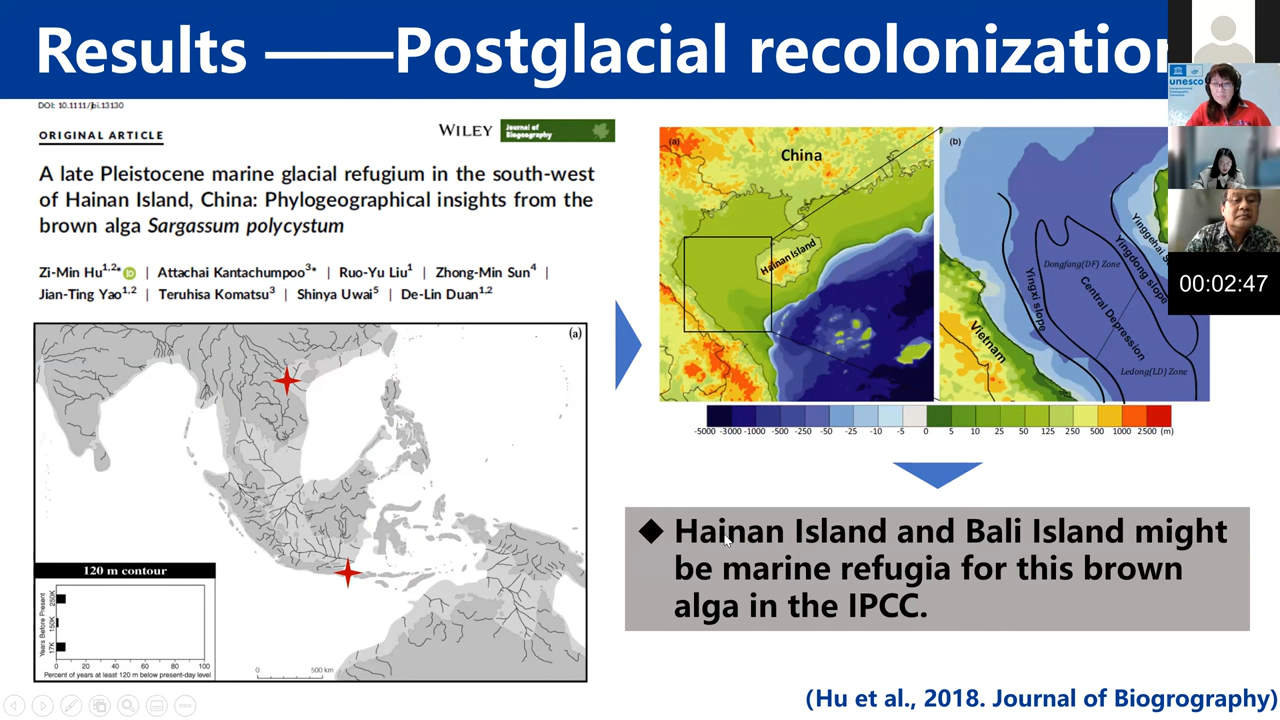 Results ——Postglacial recolonization
DOI: 10.1111/jbi.13130
ORIGINAL ARTICLE
WILEY
Journal of
Biogeography
A late Pleistocene marine glacial refugium in the south-west
of Hainan Island, China: Phylogeographical insights from the
brown alga Sargassum polycystum
Zi-Min Hu1,2* iD | Attachai Kantachumpoo3* | Ruo-Yu Liu1 | Zhong-Min Sun4 |
Jian-Ting Yao1,2 | Teruhisa Komatsu3 | Shinya Uwai5 | De-Lin Duan1,2
(a)
120 m contour
Years Before Present
250K
150K
17K
0 20 40 60 80 100
Percent of years at least 120 m below present-day level
0 500 km
(a)
China
Hainan Island
(b)
Yinggehai S
Yingdong slope
Dongfang(DF) Zone
Yingxi slope
Central Depression
Vietnam
Ledong(LD) Zone
-5000 -3000 -1000 -500 -250 -50 -25 -10 -5 0 5 10 25 50 125 250 500 1000 2500 (m)
◆ Hainan Island and Bali Island might
be marine refugia for this brown
alga in the IPCC.
(Hu et al., 2018. Journal of Biogrography)
unesco
00:02:47